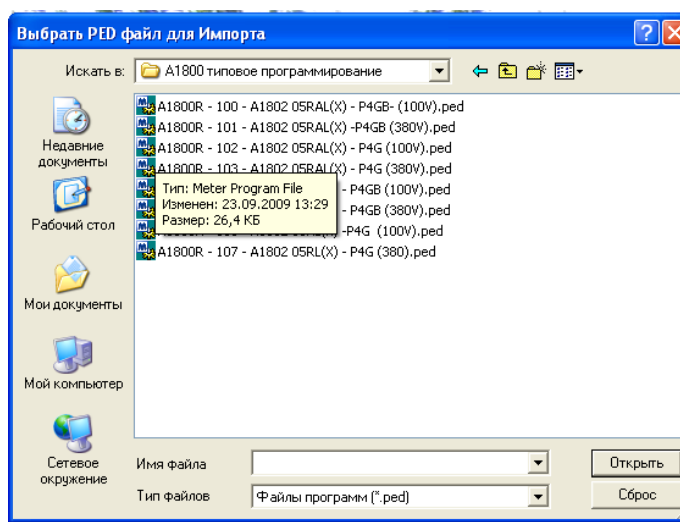 Выбрать PED файл для Импорта
Искать в: A1800 типовое программирование
A1800R - 100 - A1802 05RAL(X) - P4GB- (100V).ped
A1800R - 101 - A1802 05RAL(X) -P4GB (380V).ped
A1800R - 102 - A1802 05RAL(X) - P4G (100V).ped
A1800R - 103 - A1802 05RAL(X) - P4G (380V).ped
- P4GB (100V).ped
- P4GB (380V).ped
-P4G (100V).ped
A1800R - 107 - A1802 05RL(X) - P4G (380).ped
Тип: Meter Program File
Изменен: 23.09.2009 13:29
Размер: 26,4 КБ
Недавние
документы
Рабочий стол
Мои документы
Мой компьютер
Сетевое
окружение
Имя файла
Открыть
Тип файлов Файлы программ (*.ped)
Сброс